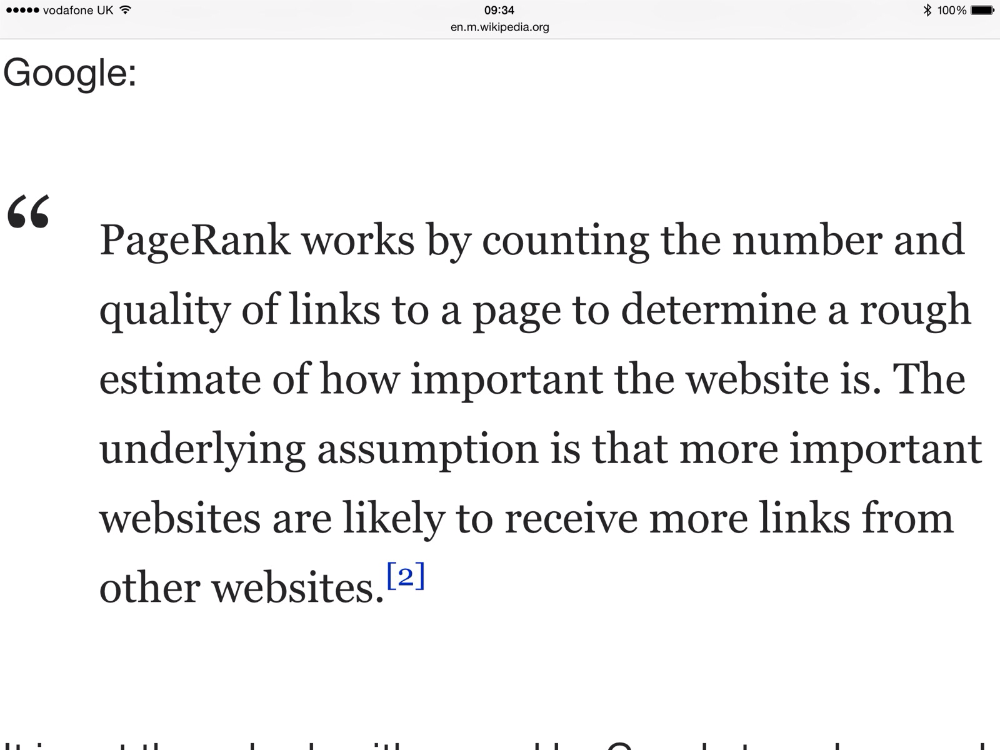 vodafone UK 09:34 100%
en.m.wikipedia.org
Google:
“
PageRank works by counting the number and
quality of links to a page to determine a rough
estimate of how important the website is. The
underlying assumption is that more important
websites are likely to receive more links from
other websites.[2]